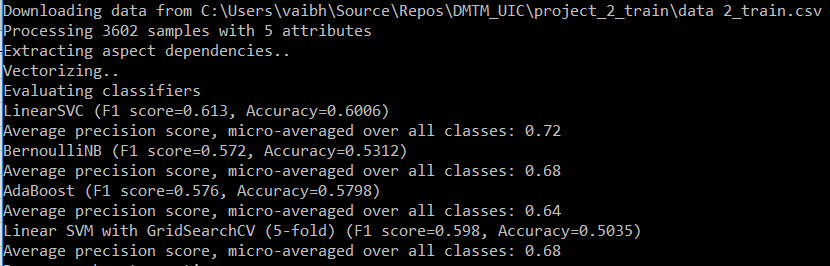 Downloading data from C:\Users\vaibh\Source\Repos\DMTM_UIC\project_2_train\data 2_train.csv
Processing 3602 samples with 5 attributes
Extracting aspect dependencies..
Vectorizing..
Evaluating classifiers
LinearSVC (F1 score=0.613, Accuracy=0.6006)
Average precision score, micro-averaged over all classes: 0.72
BernoulliNB (F1 score=0.572, Accuracy=0.5312)
Average precision score, micro-averaged over all classes: 0.68
AdaBoost (F1 score=0.576, Accuracy=0.5798)
Average precision score, micro-averaged over all classes: 0.64
Linear SVM with GridSearchCV (5-fold) (F1 score=0.598, Accuracy=0.5035)
Average precision score, micro-averaged over all classes: 0.68